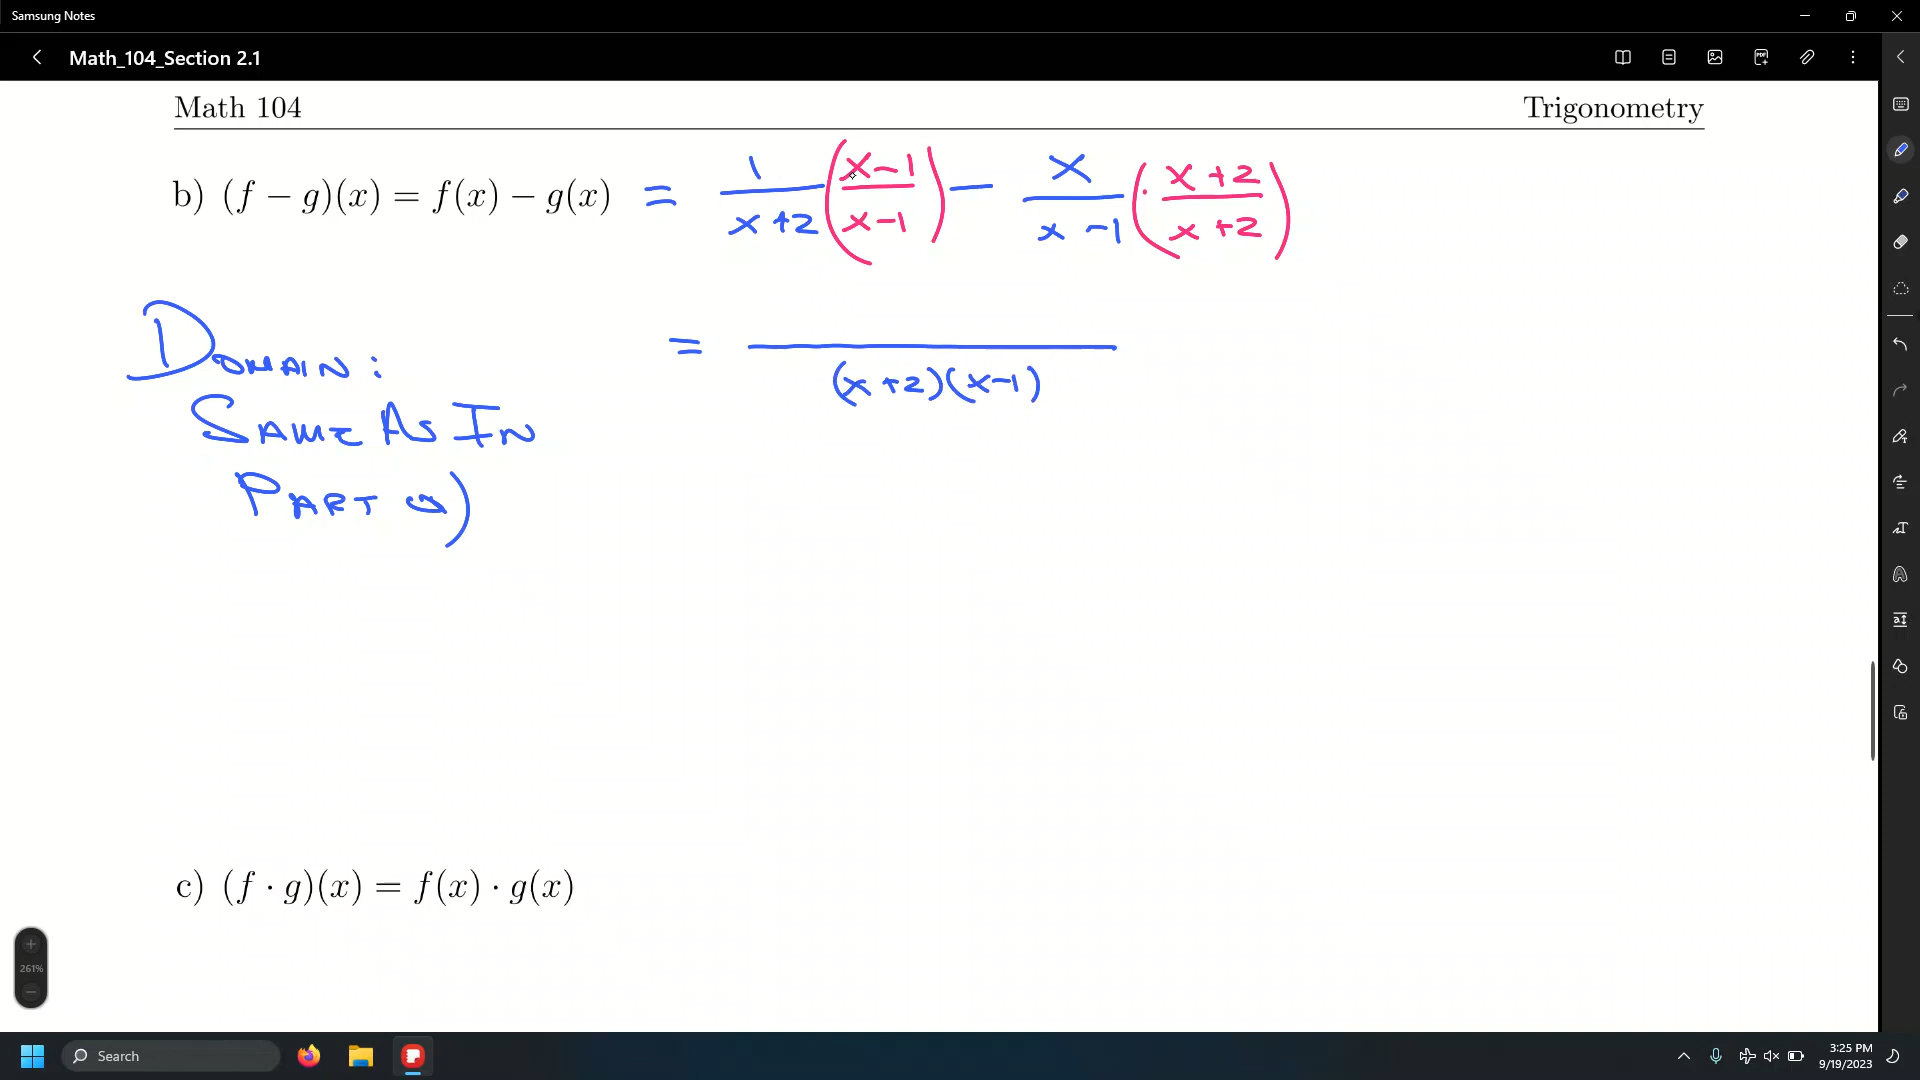 Samsung Notes
Math_104_Section 2.1
Math 104 Trigonometry
b) (f − g)(x) = f(x) − g(x) = 1/(x+2) ((x−1)/(x−1)) − x/(x−1) (· (x+2)/(x+2))
DOMAIN: = ――― / (x+2)(x−1)
SAME AS IN
PART a)
c) (f · g)(x) = f(x) · g(x)
261%
Search
3:25 PM
9/19/2023